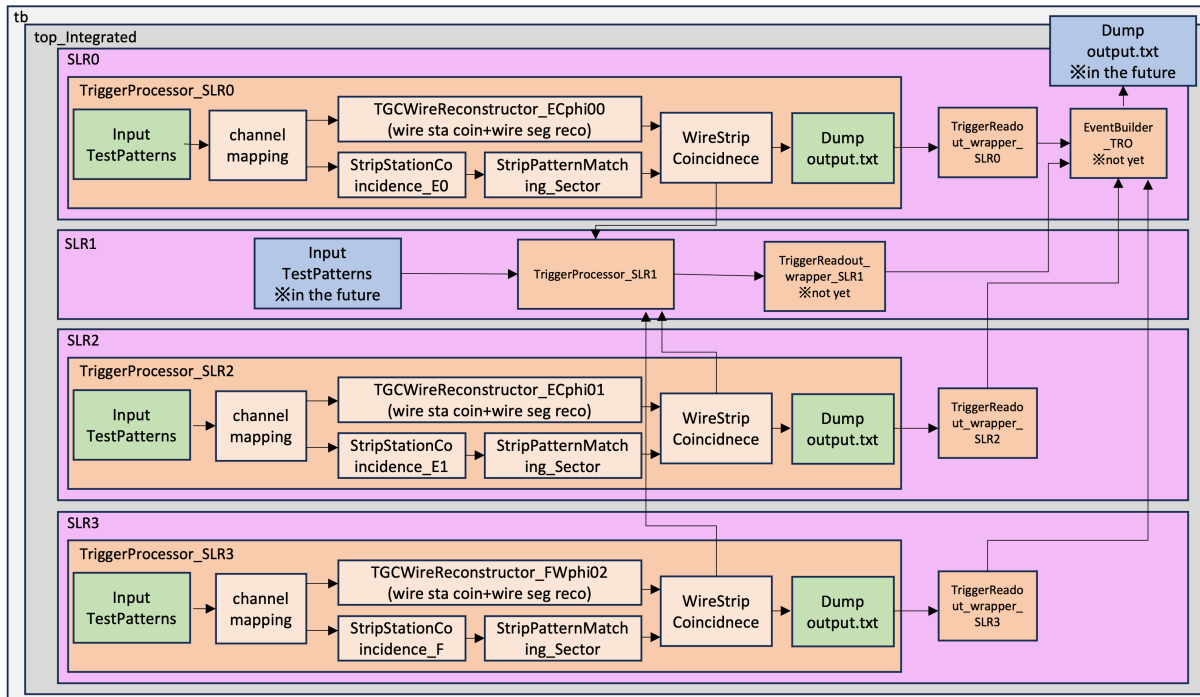 tb
top_Integrated
SLR0
Dump
output.txt
※in the future
TriggerProcessor_SLR0
Input
TestPatterns
channel
mapping
TGCWireReconstructor_ECphi00
(wire sta coin+wire seg reco)
StripStationCo
incidence_E0
StripPatternMatch
ing_Sector
WireStrip
Coincidnece
Dump
output.txt
TriggerReado
ut_wrapper_
SLR0
EventBuilder
_TRO
※not yet
SLR1
Input
TestPatterns
※in the future
TriggerProcessor_SLR1
TriggerReadout_
wrapper_SLR1
※not yet
SLR2
TriggerProcessor_SLR2
Input
TestPatterns
channel
mapping
TGCWireReconstructor_ECphi01
(wire sta coin+wire seg reco)
StripStationCo
incidence_E1
StripPatternMatch
ing_Sector
WireStrip
Coincidnece
Dump
output.txt
TriggerReado
ut_wrapper_
SLR2
SLR3
TriggerProcessor_SLR3
Input
TestPatterns
channel
mapping
TGCWireReconstructor_FWphi02
(wire sta coin+wire seg reco)
StripStationCo
incidence_F
StripPatternMatch
ing_Sector
WireStrip
Coincidnece
Dump
output.txt
TriggerReado
ut_wrapper_
SLR3